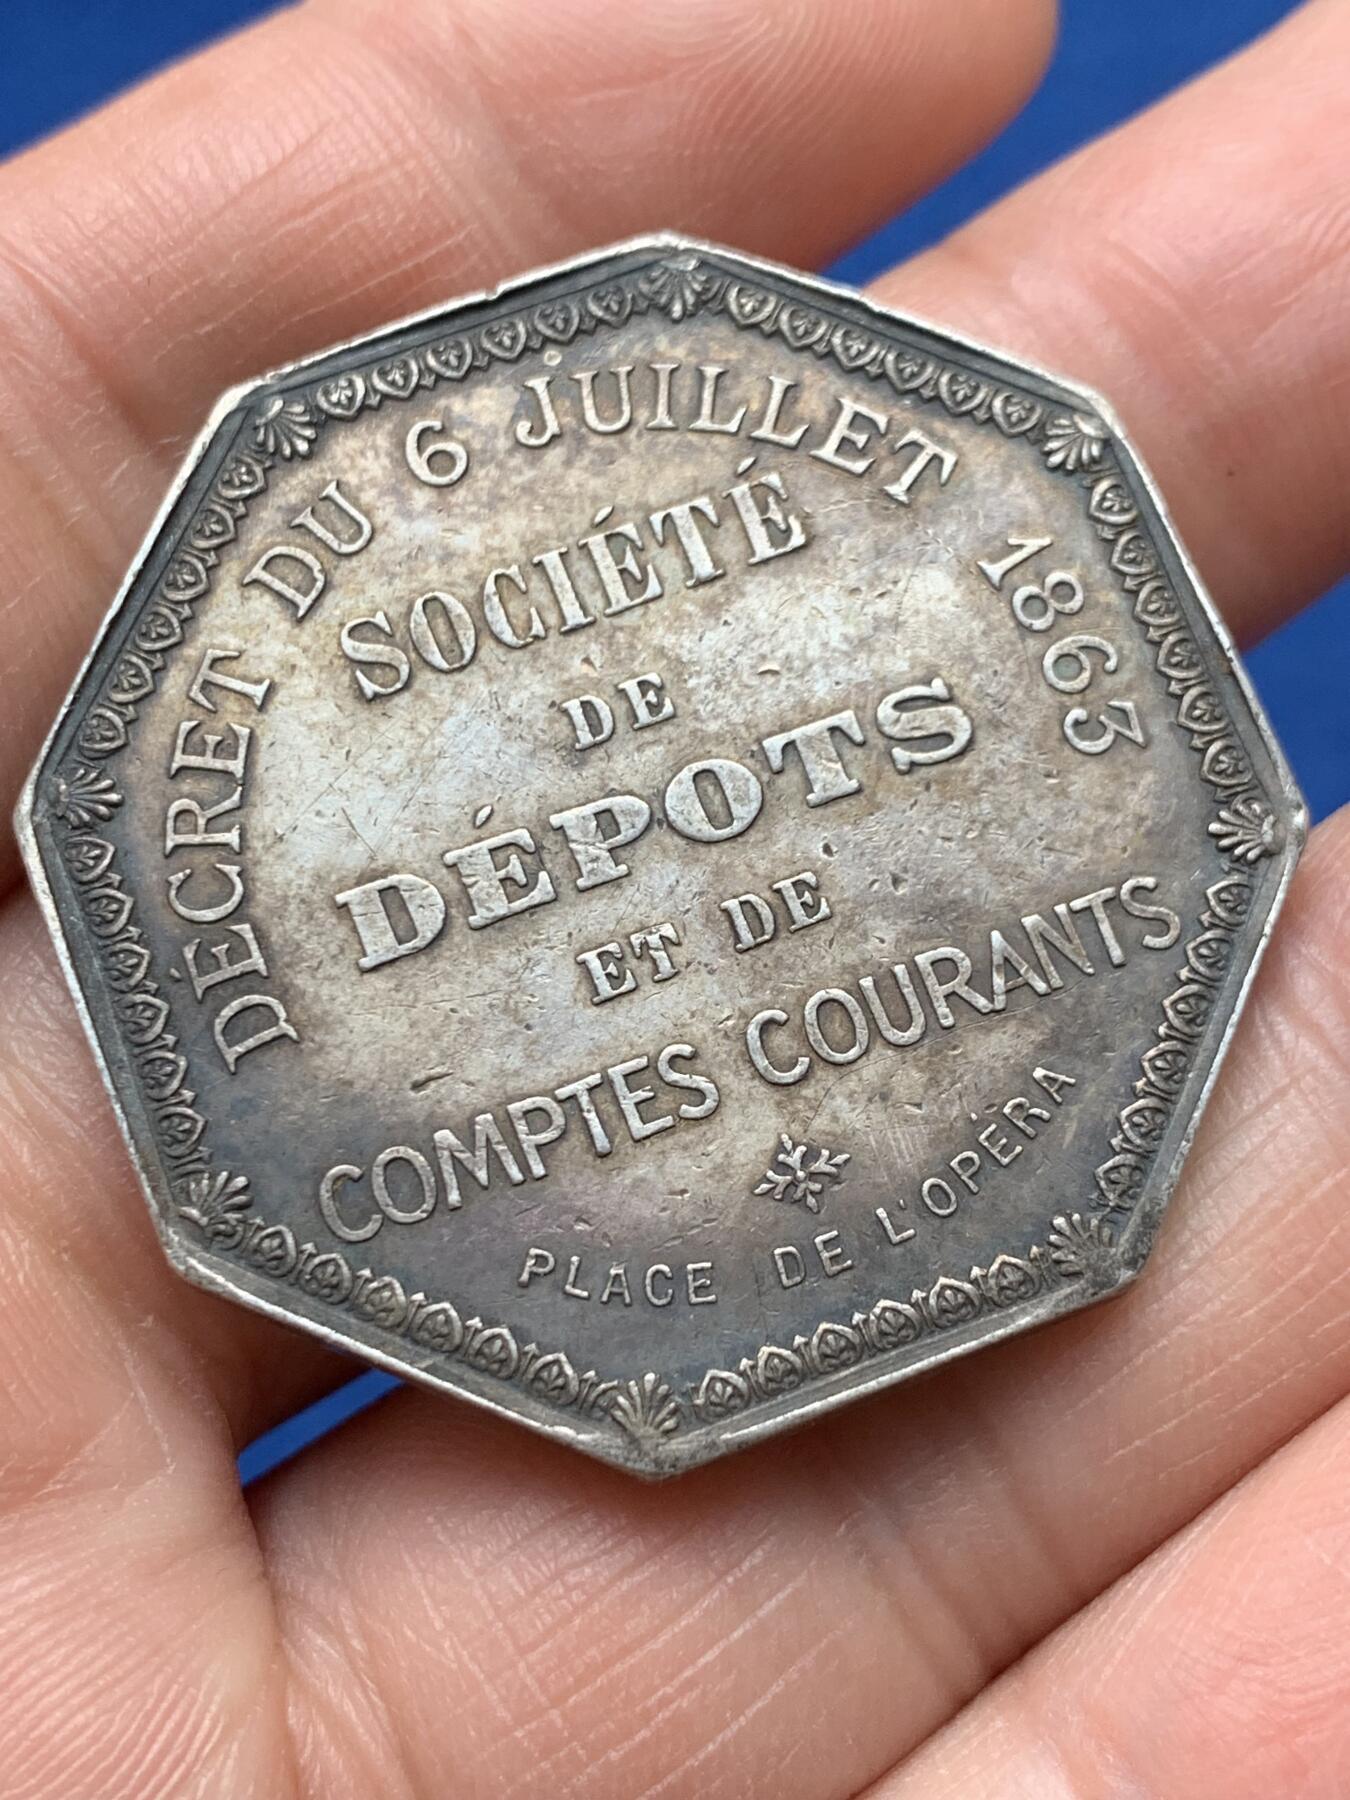 DÉCRET DU 6 JUILLET 1863
SOCIÉTÉ
DE
DÉPOTS
ET DE
COMPTES COURANTS
PLACE DE L'OPÉRA